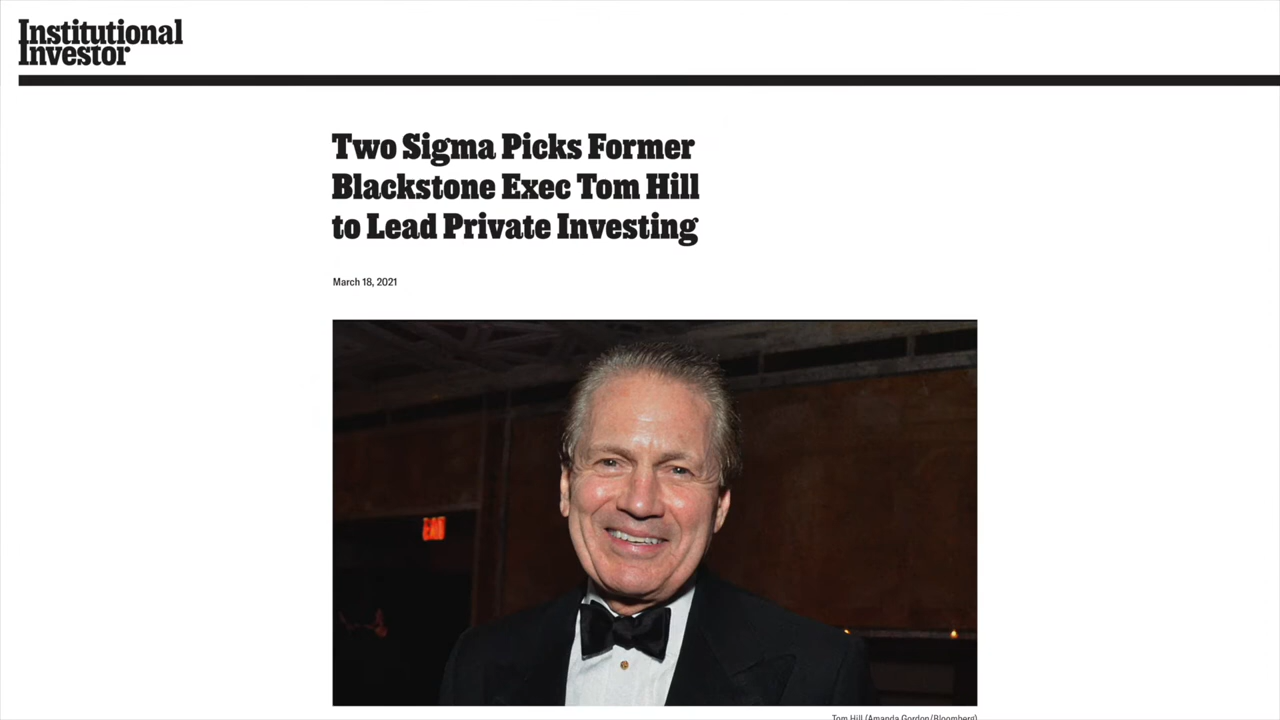 Institutional
Investor
Two Sigma Picks Former
Blackstone Exec Tom Hill
to Lead Private Investing
March 18, 2021
EXIT
Tom Hill (Amanda Gordon/Bloomberg)